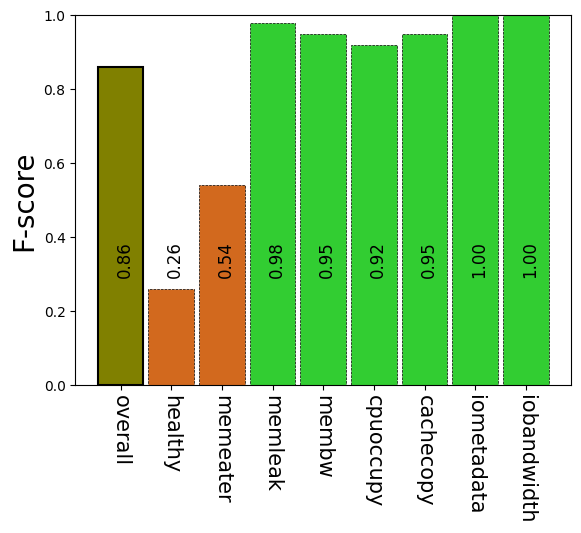 F-score
1.0
0.8
0.6
0.4
0.2
0.0
0.86
0.26
0.54
0.98
0.95
0.92
0.95
1.00
1.00
overall
healthy
memeater
memleak
membw
cpuoccupy
cachecopy
iometadata
iobandwidth